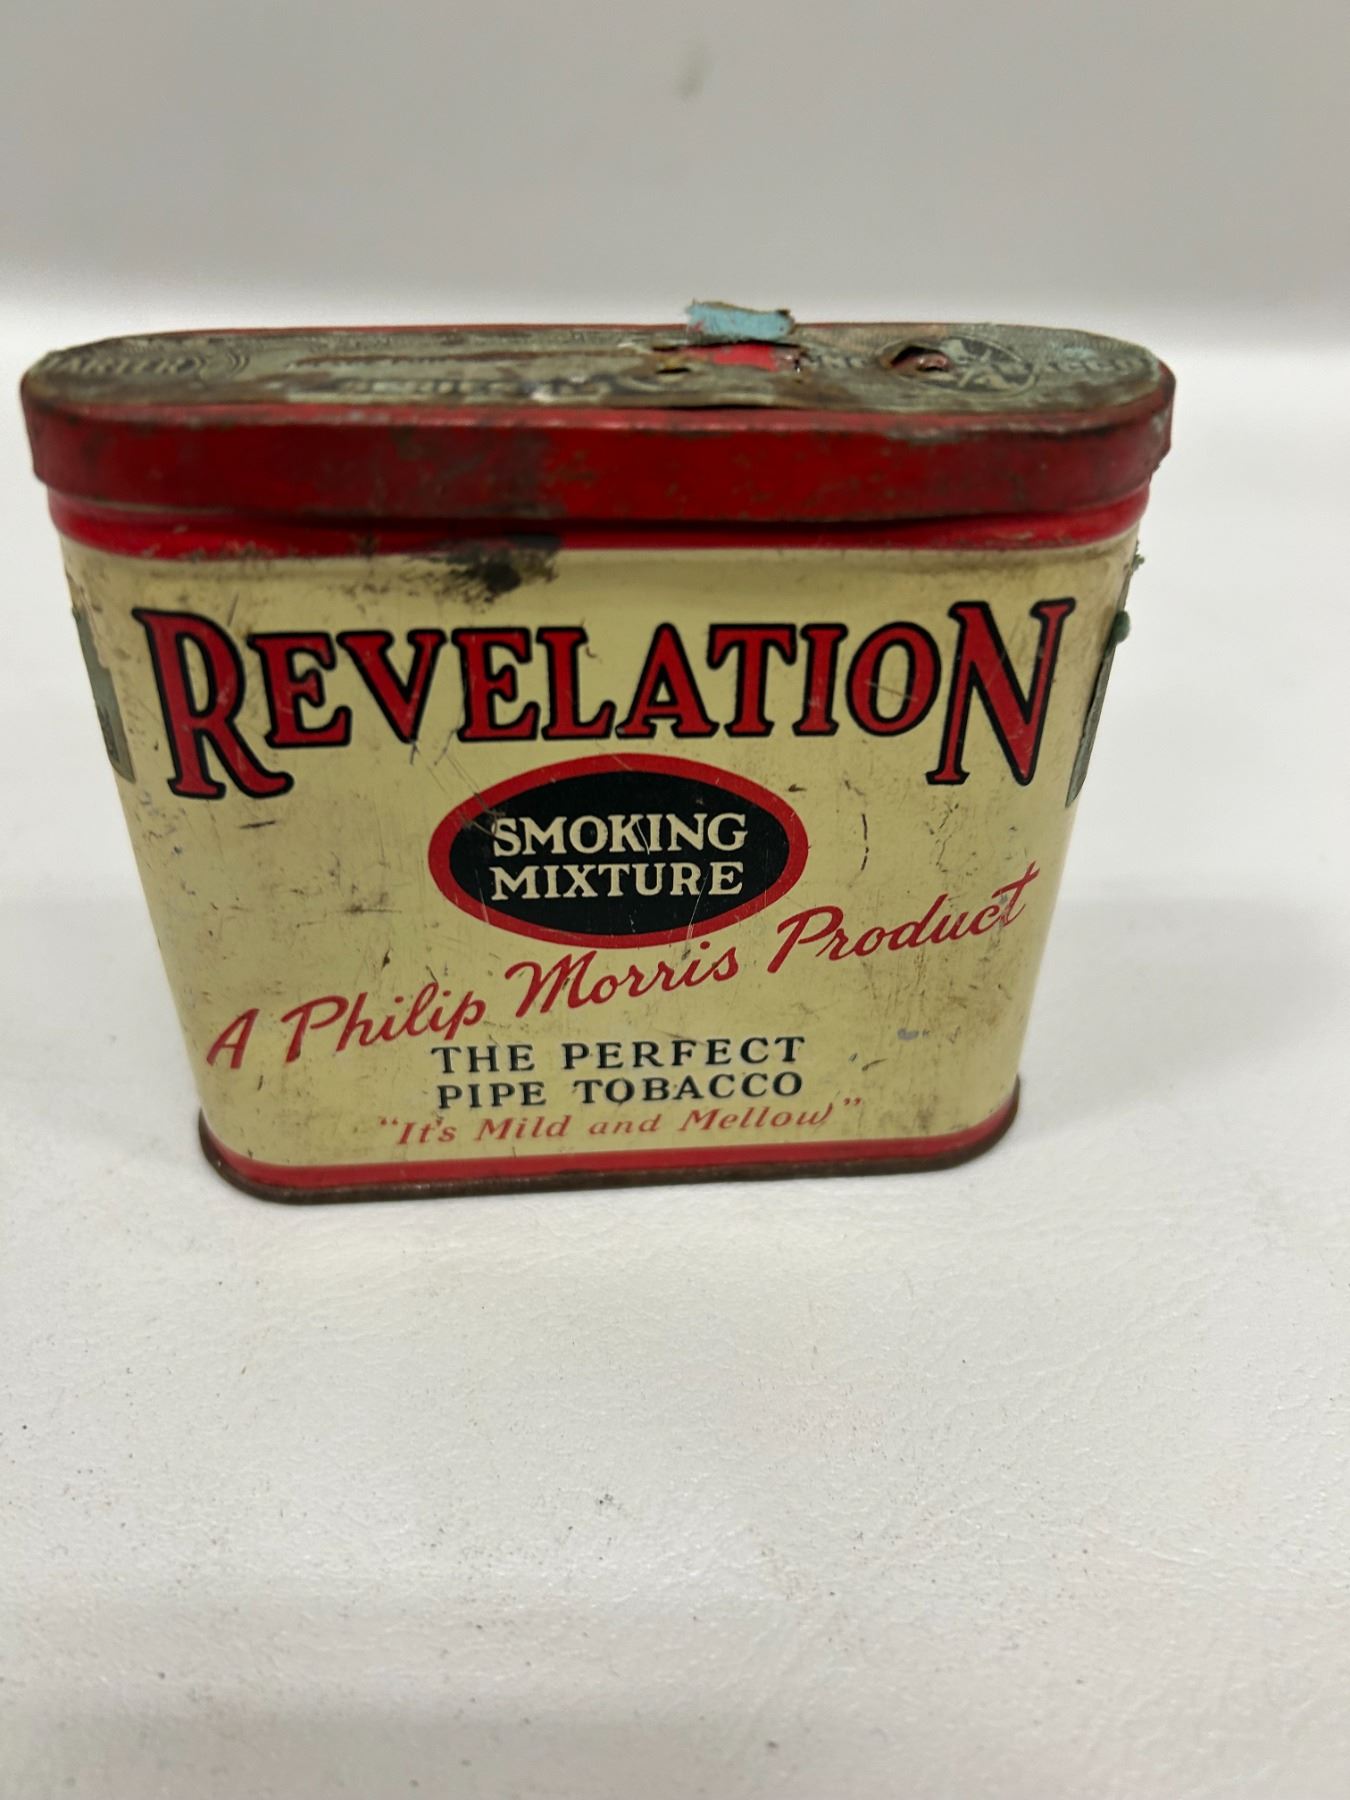 REVELATION
SMOKING
MIXTURE
A Philip Morris Product
THE PERFECT
PIPE TOBACCO
"It's Mild and Mellow"